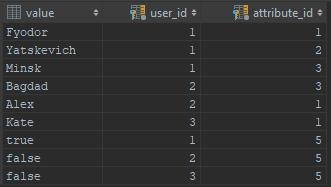 value user_id attribute_id
Fyodor 1 1
Yatskevich 1 2
Minsk 1 3
Bagdad 2 3
Alex 2 1
Kate 3 1
true 1 5
false 2 5
false 3 5